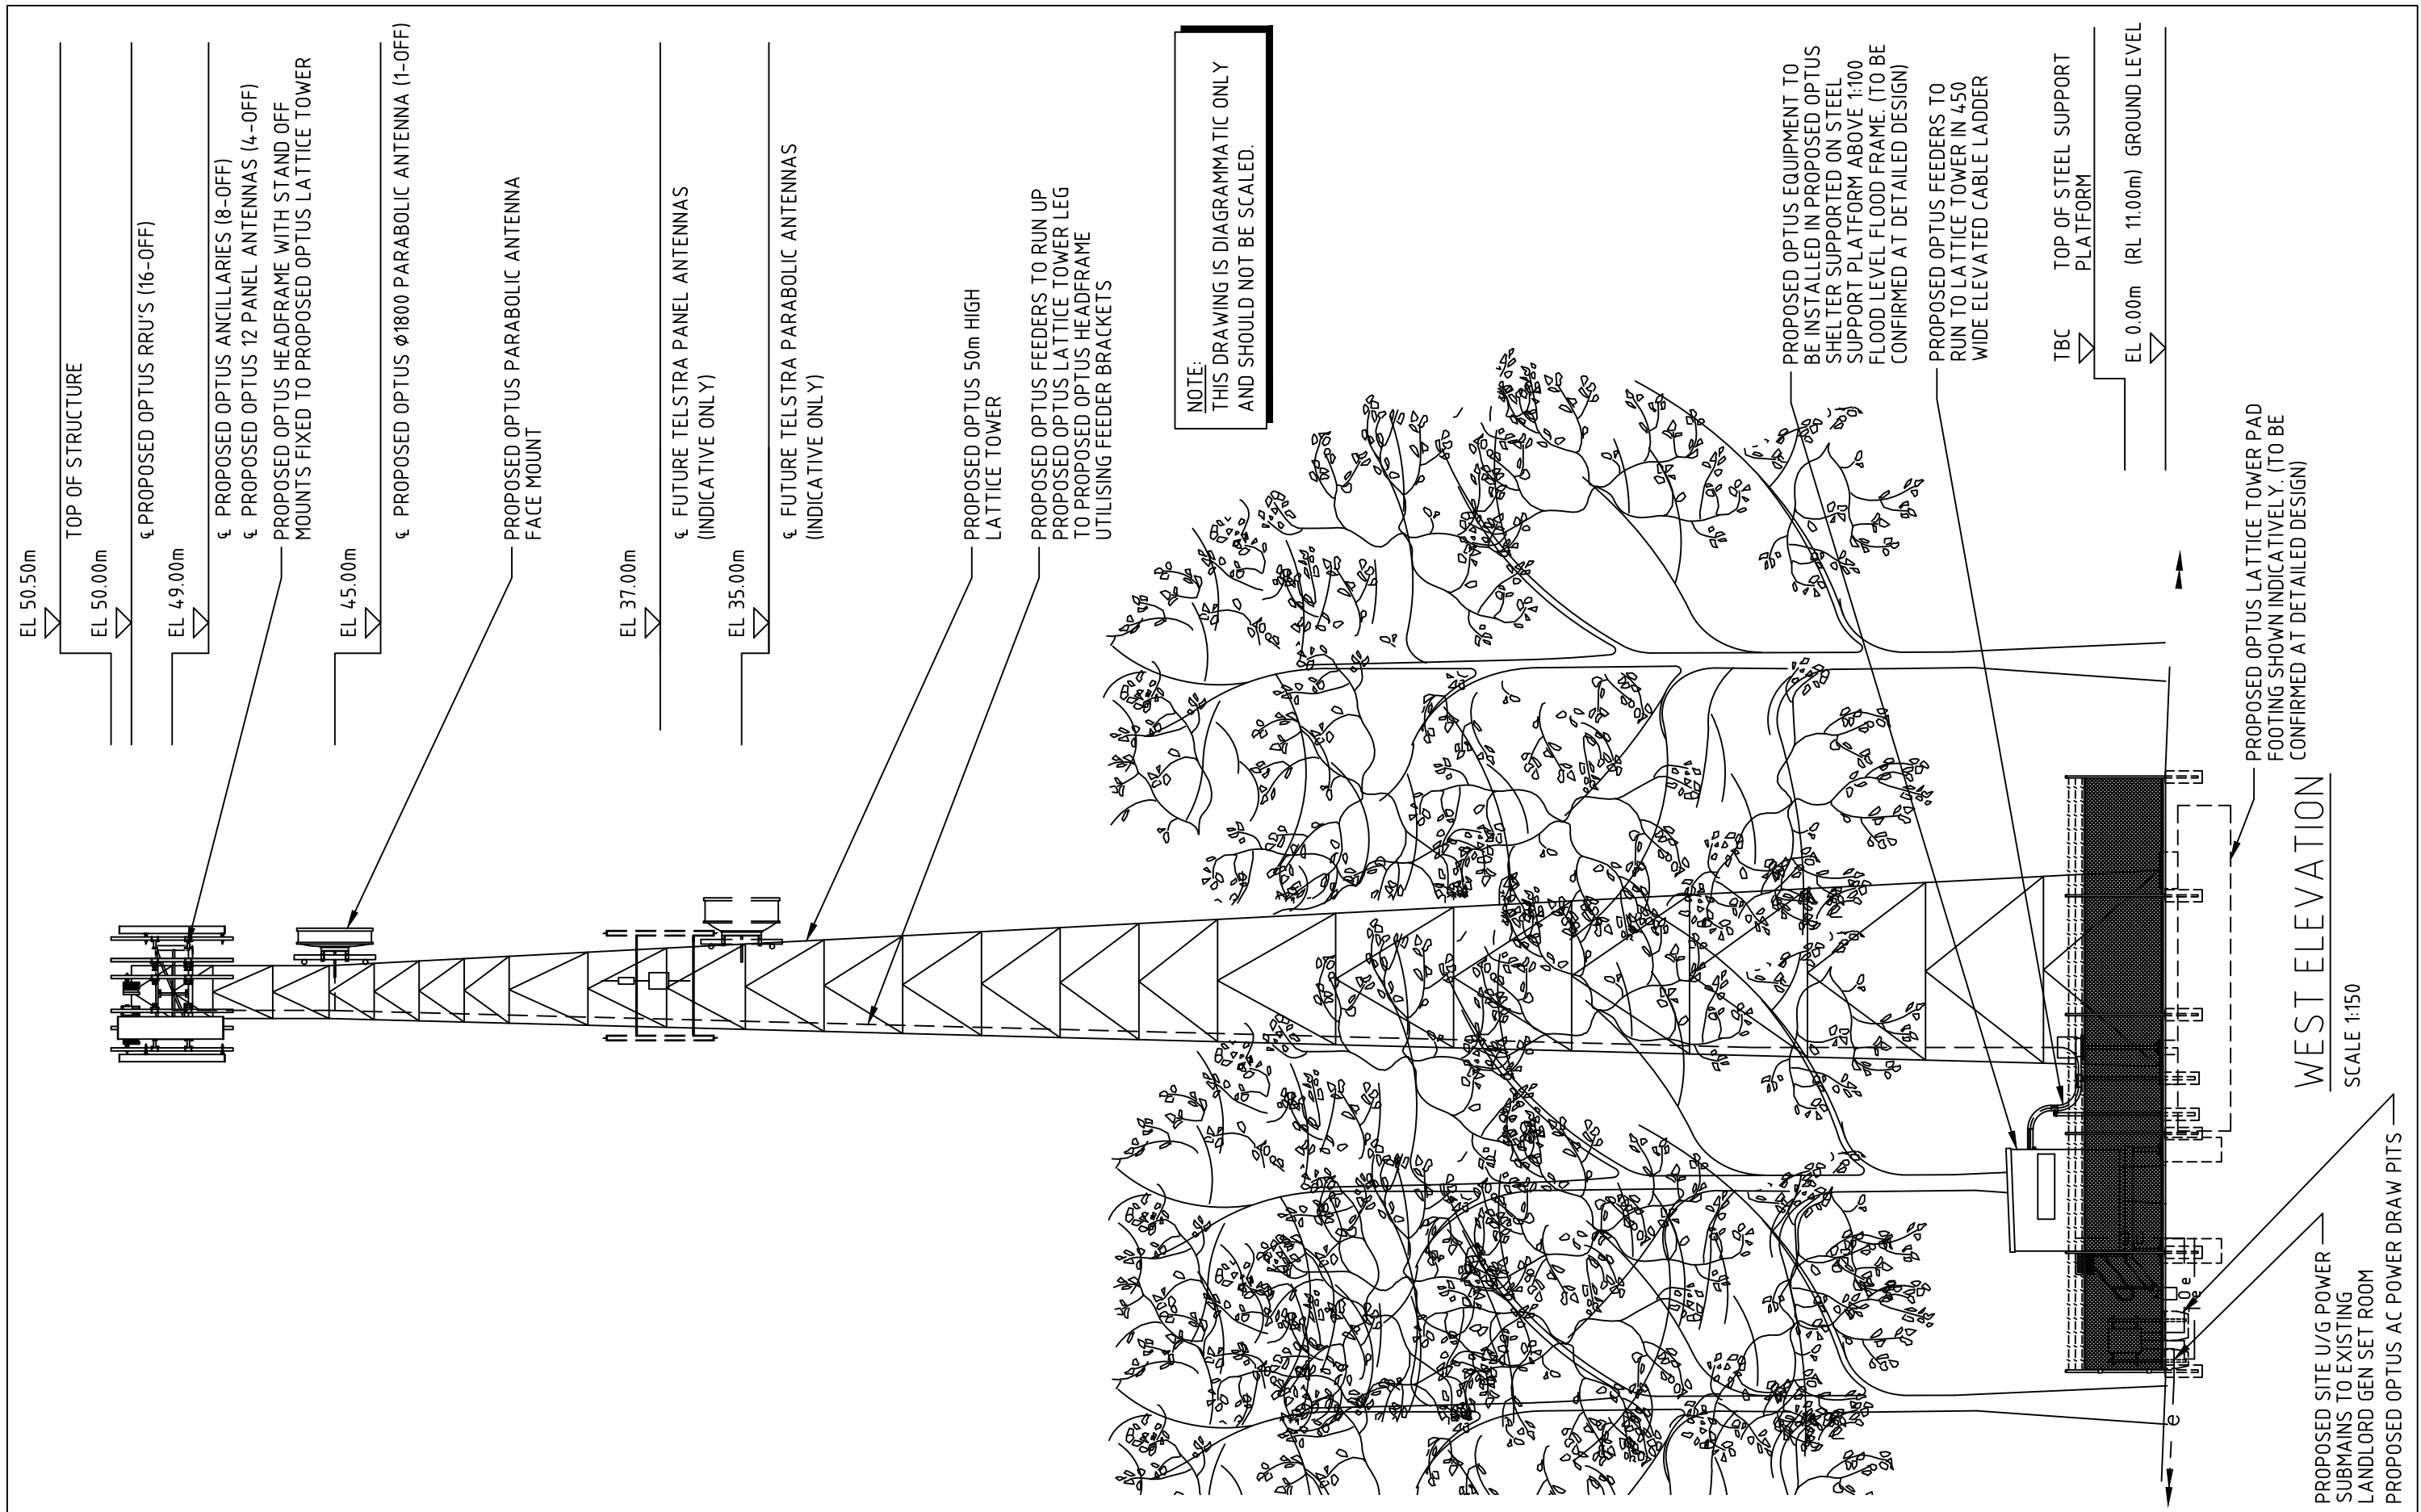 EL 50.50m
TOP OF STRUCTURE
EL 50.00m
℄ PROPOSED OPTUS RRU'S (16-OFF)
EL 49.00m
℄ PROPOSED OPTUS ANCILLARIES (8-OFF)
℄ PROPOSED OPTUS 12 PANEL ANTENNAS (4-OFF)
PROPOSED OPTUS HEADFRAME WITH STAND OFF
MOUNTS FIXED TO PROPOSED OPTUS LATTICE TOWER
EL 45.00m
℄ PROPOSED OPTUS ⌀1800 PARABOLIC ANTENNA (1-OFF)
PROPOSED OPTUS PARABOLIC ANTENNA
FACE MOUNT
EL 37.00m
℄ FUTURE TELSTRA PANEL ANTENNAS
(INDICATIVE ONLY)
EL 35.00m
℄ FUTURE TELSTRA PARABOLIC ANTENNAS
(INDICATIVE ONLY)
PROPOSED OPTUS 50m HIGH
LATTICE TOWER
PROPOSED OPTUS FEEDERS TO RUN UP
PROPOSED OPTUS LATTICE TOWER LEG
TO PROPOSED OPTUS HEADFRAME
UTILISING FEEDER BRACKETS
NOTE:
THIS DRAWING IS DIAGRAMMATIC ONLY
AND SHOULD NOT BE SCALED.
PROPOSED OPTUS EQUIPMENT TO
BE INSTALLED IN PROPOSED OPTUS
SHELTER SUPPORTED ON STEEL
SUPPORT PLATFORM ABOVE 1:100
FLOOD LEVEL FLOOD FRAME. (TO BE
CONFIRMED AT DETAILED DESIGN)
PROPOSED OPTUS FEEDERS TO
RUN TO LATTICE TOWER IN 450
WIDE ELEVATED CABLE LADDER
TBC TOP OF STEEL SUPPORT
PLATFORM
EL 0.00m (RL 11.00m) GROUND LEVEL
PROPOSED OPTUS LATTICE TOWER PAD
FOOTING SHOWN INDICATIVELY. (TO BE
CONFIRMED AT DETAILED DESIGN)
WEST ELEVATION
SCALE 1:150
e
e
e
PROPOSED SITE U/G POWER
SUBMAINS TO EXISTING
LANDLORD GEN SET ROOM
PROPOSED OPTUS AC POWER DRAW PITS